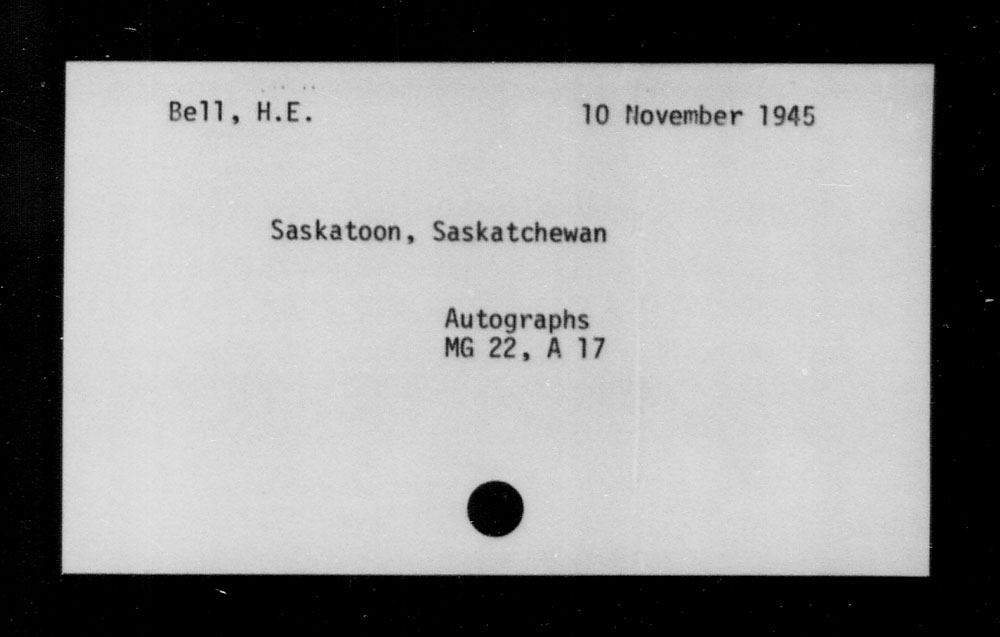 Bell, H.E. 10 November 1945
Saskatoon, Saskatchewan
Autographs
MG 22, A 17